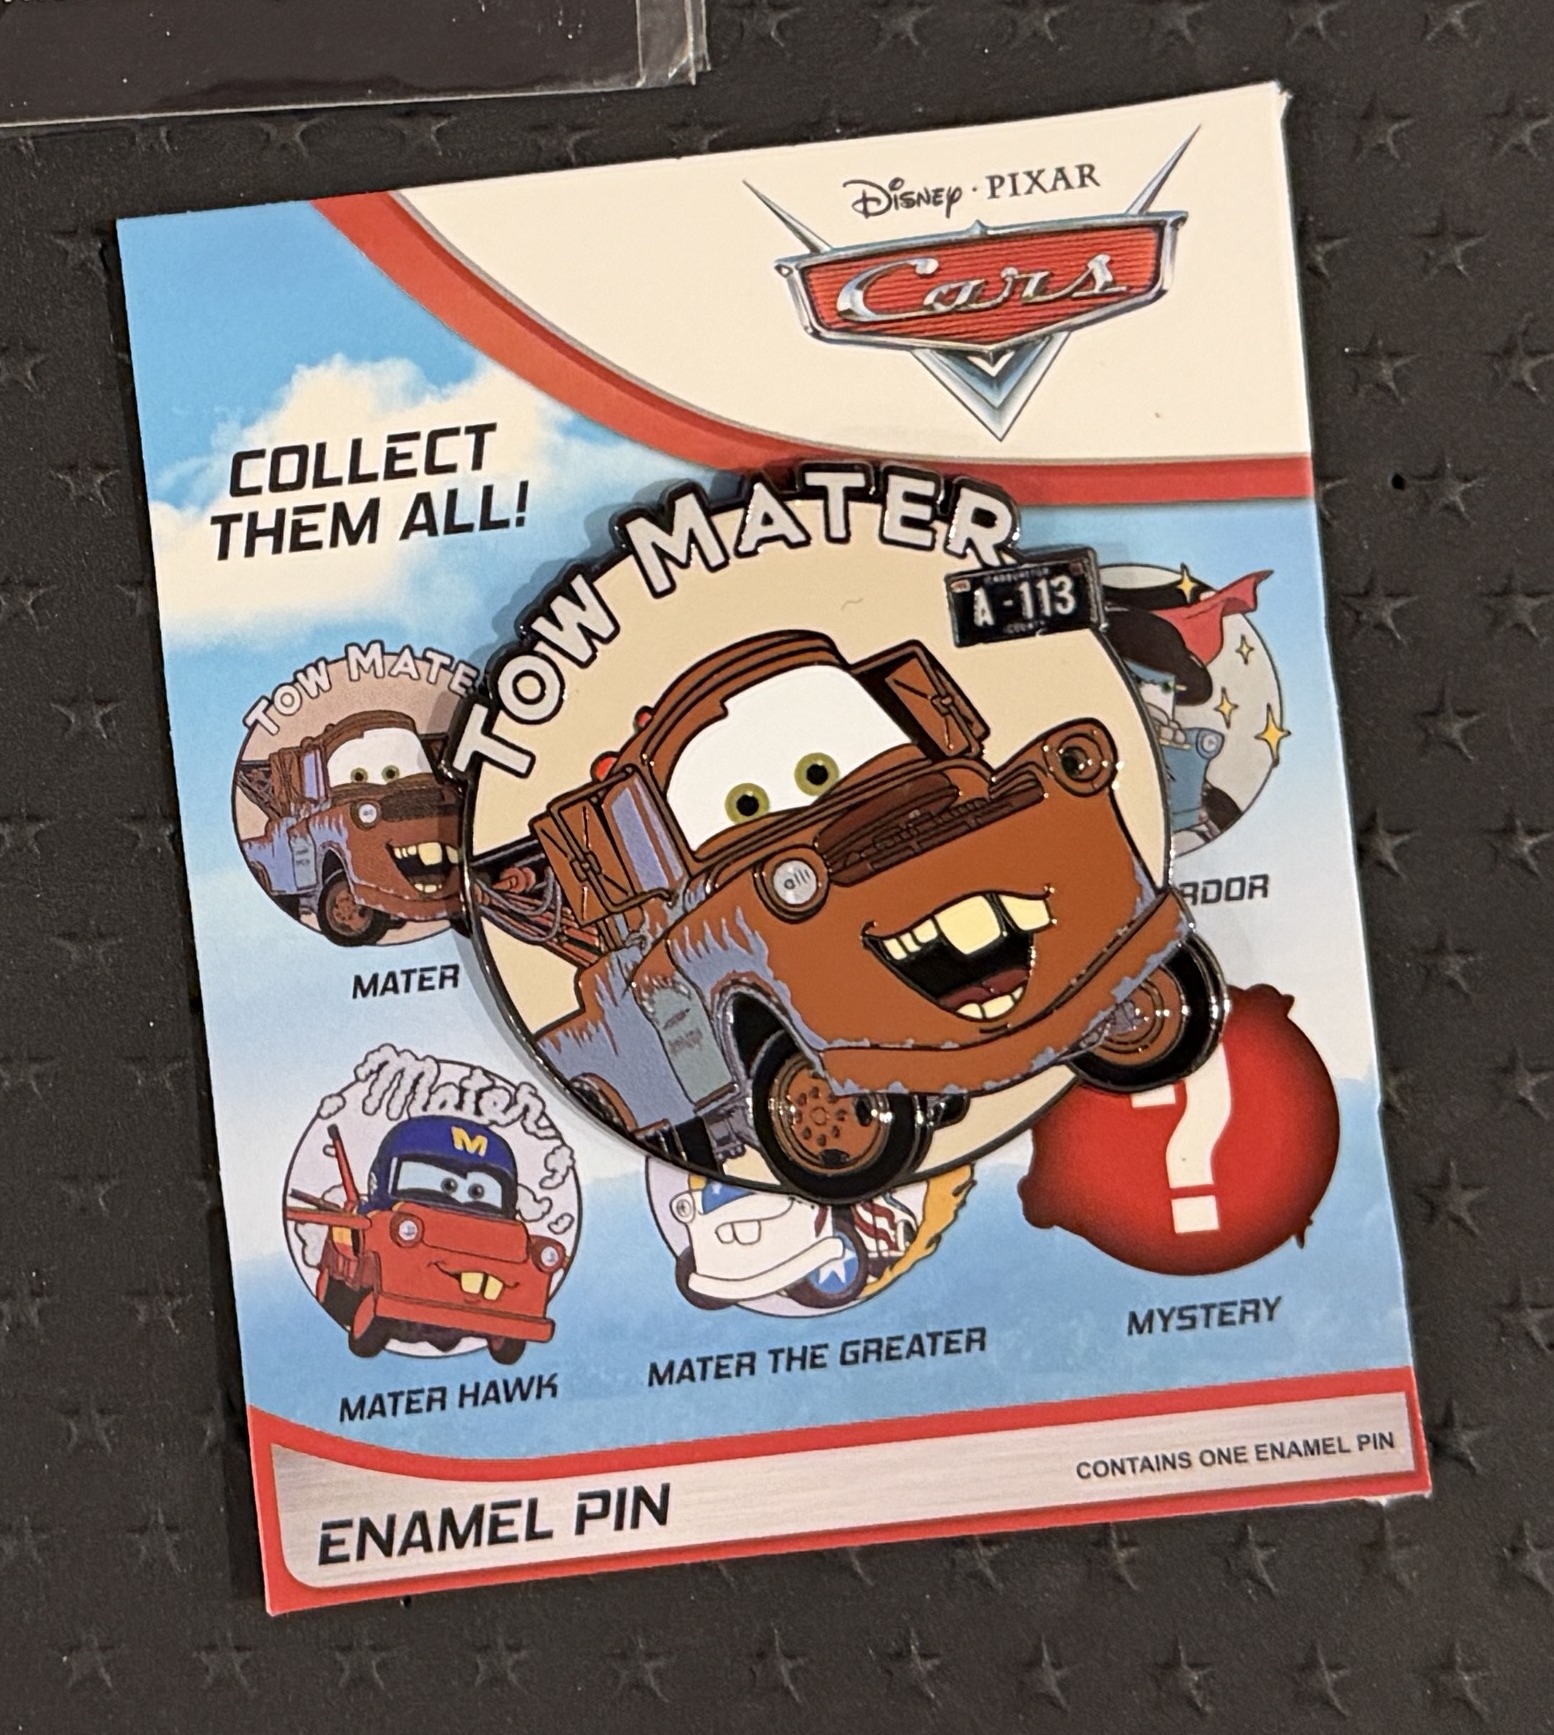 Disney · PIXAR
Cars
COLLECT
THEM ALL!
TOW MATER
A-113
TOW MATE
MATER
RDOR
Mater
M
MATER HAWK
MATER THE GREATER
?
MYSTERY
ENAMEL PIN
CONTAINS ONE ENAMEL PIN